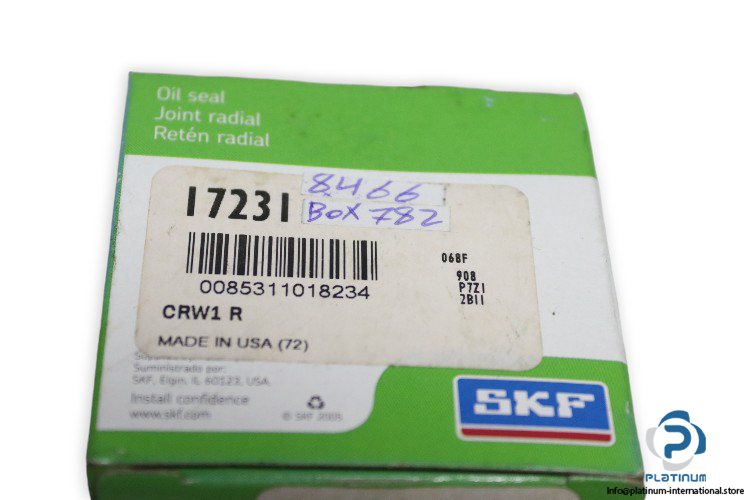 Oil seal
Joint radial
Retén radial
17231
8466
BOX 782
068F
908
P7Z1
2B11
0085311018234
CRW1 R
MADE IN USA (72)
Suministrado por:
SKF, Elgin, IL 60123, USA
Install confidence
www.skf.com
© SKF 2005
SKF
PLATINUM
Info@platinum-international.store